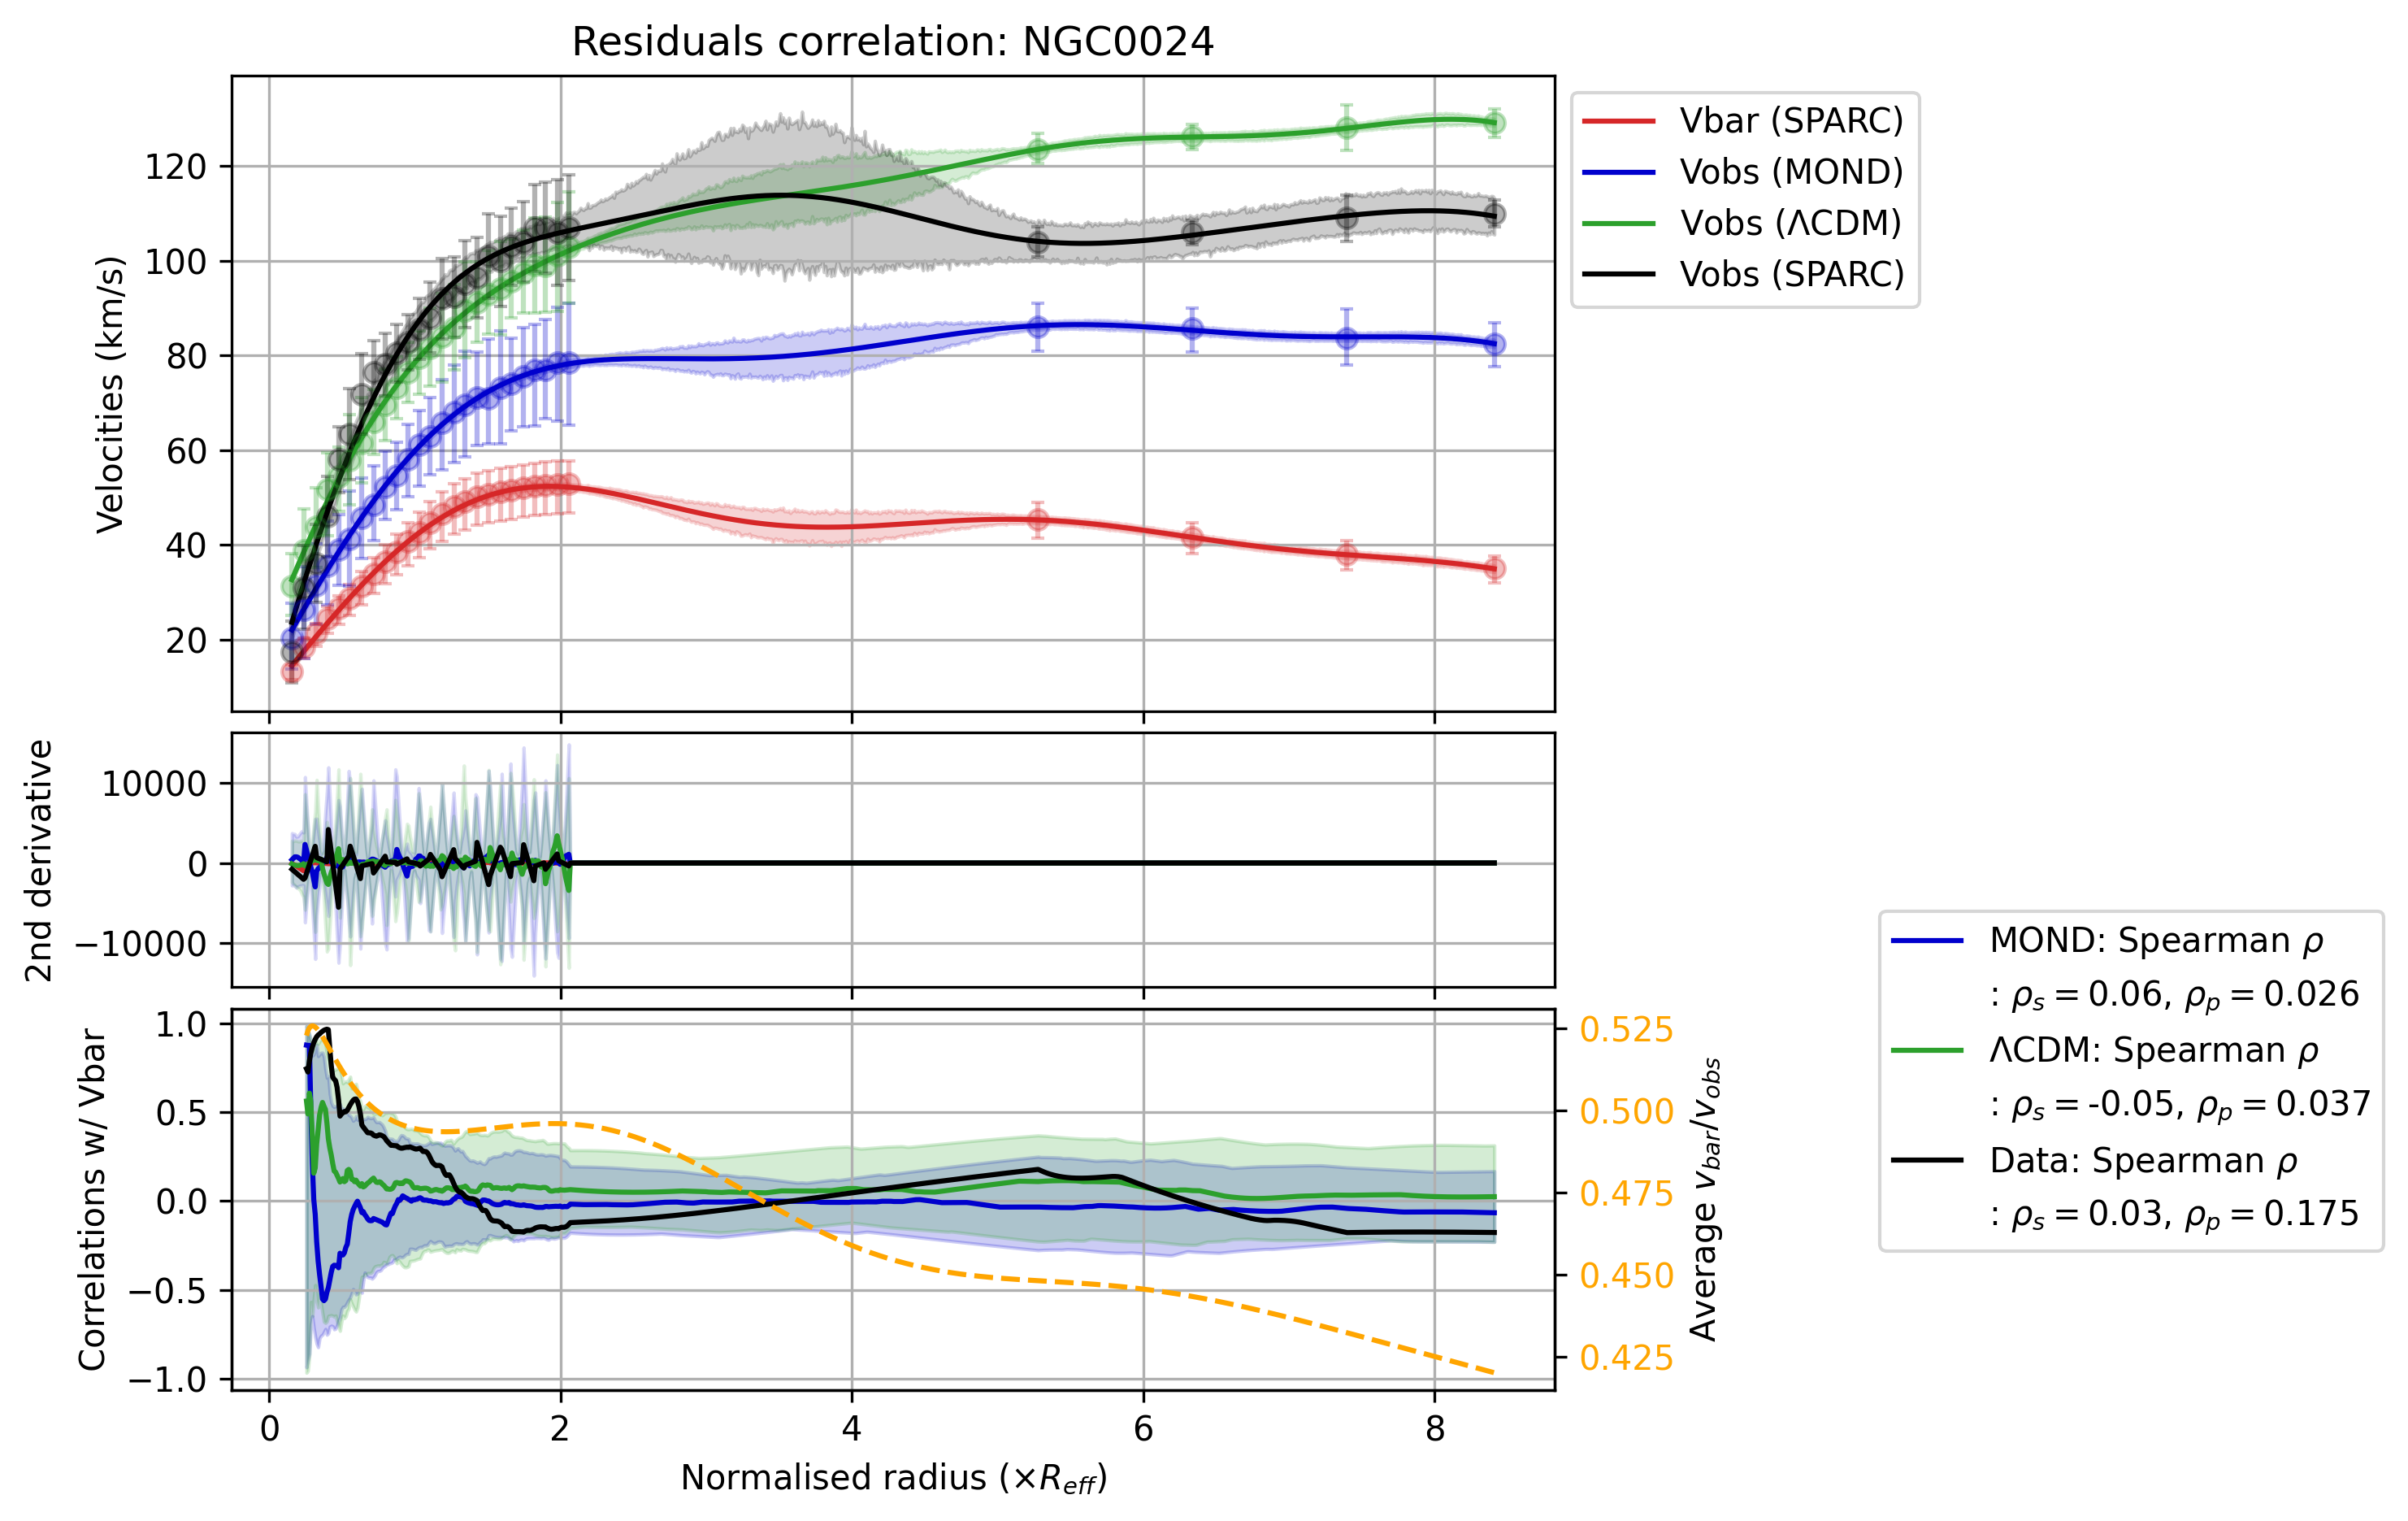 Residuals correlation: NGC0024
Velocities (km/s)
120
100
80
60
40
20
Vbar (SPARC)
Vobs (MOND)
Vobs (ΛCDM)
Vobs (SPARC)
2nd derivative
10000
0
−10000
Correlations w/ Vbar
1.0
0.5
0.0
−0.5
−1.0
0.525
0.500
0.475
0.450
0.425
Average v_bar/v_obs
MOND: Spearman ρ
: ρ_s = 0.06, ρ_p = 0.026
ΛCDM: Spearman ρ
: ρ_s = -0.05, ρ_p = 0.037
Data: Spearman ρ
: ρ_s = 0.03, ρ_p = 0.175
0 2 4 6 8
Normalised radius (×R_eff)